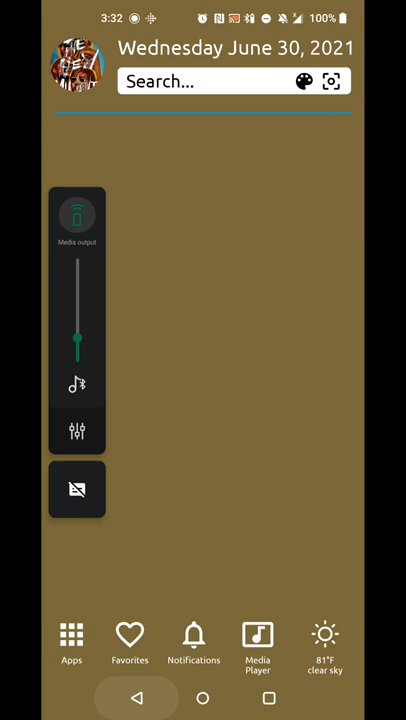 3:32
100%
Wednesday June 30, 2021
Search...
Media output
Apps
Favorites
Notifications
Media
Player
81°F
clear sky